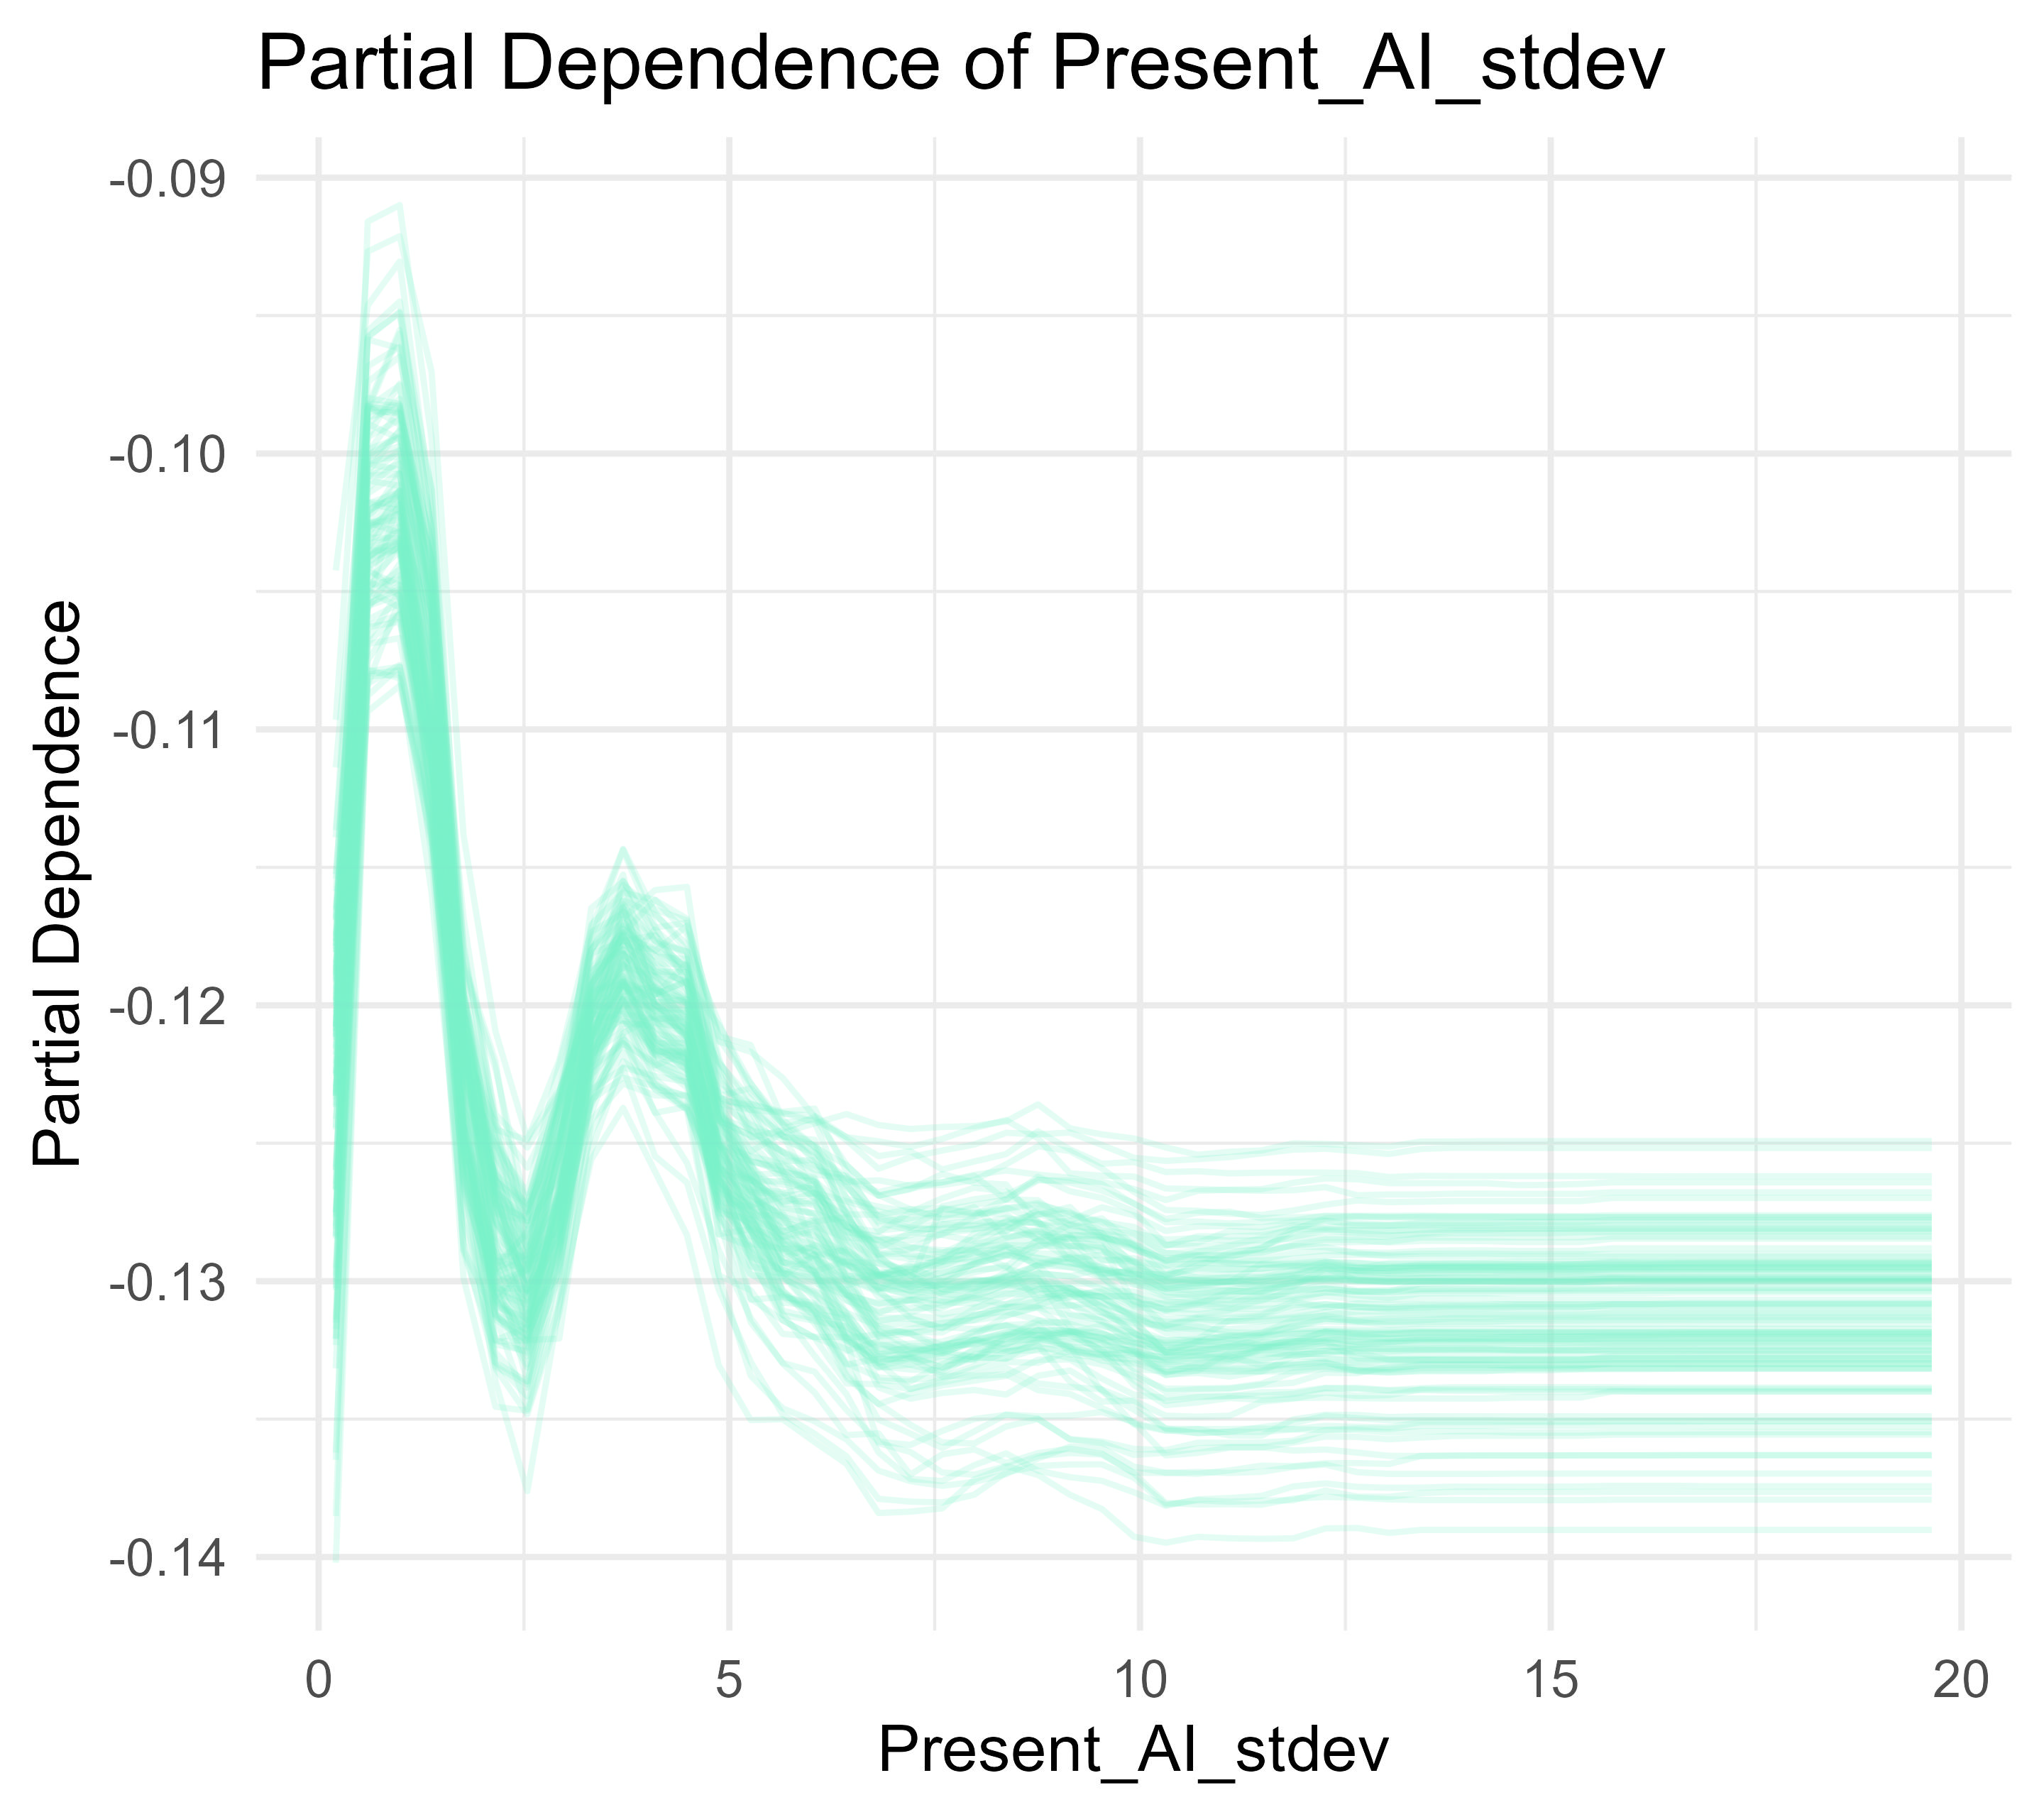 Partial Dependence of Present_AI_stdev
-0.09
-0.10
-0.11
-0.12
-0.13
-0.14
Partial Dependence
0 5 10 15 20
Present_AI_stdev